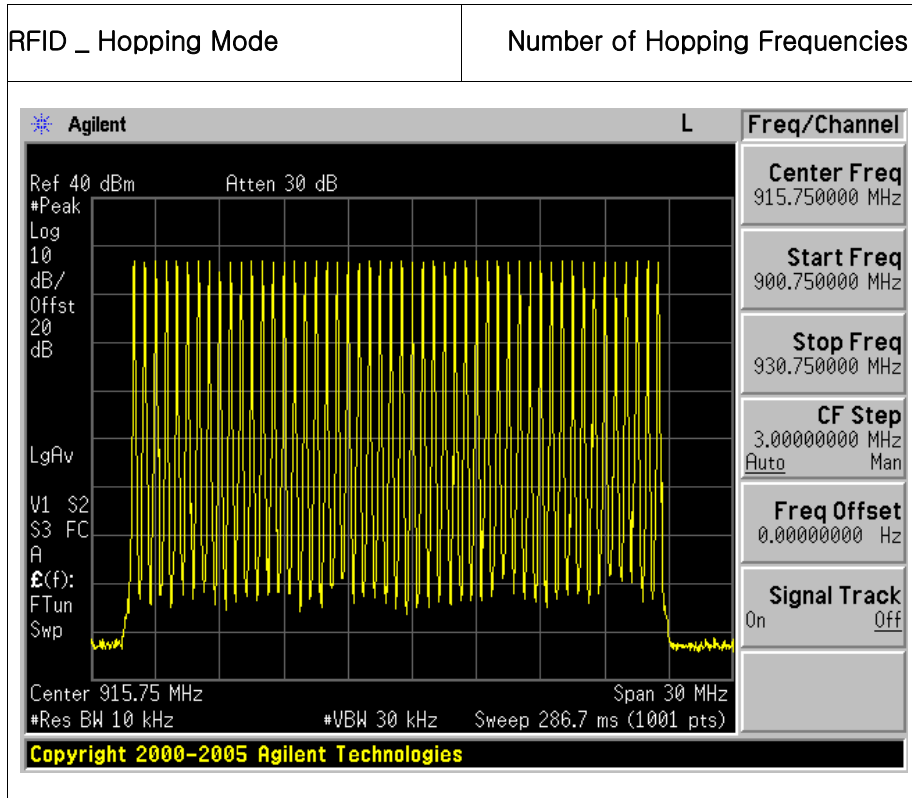 RFID _ Hopping Mode
Number of Hopping Frequencies
Agilent
L
Freq/Channel
Ref 40 dBm
Atten 30 dB
#Peak
Log
10
dB/
Offst
20
dB
LgAv
V1 S2
S3 FC
A
£(f):
FTun
Swp
Center 915.75 MHz
Span 30 MHz
#Res BW 10 kHz
#VBW 30 kHz
Sweep 286.7 ms (1001 pts)
Center Freq
915.750000 MHz
Start Freq
900.750000 MHz
Stop Freq
930.750000 MHz
CF Step
3.00000000 MHz
Auto Man
Freq Offset
0.00000000 Hz
Signal Track
On Off
Copyright 2000-2005 Agilent Technologies